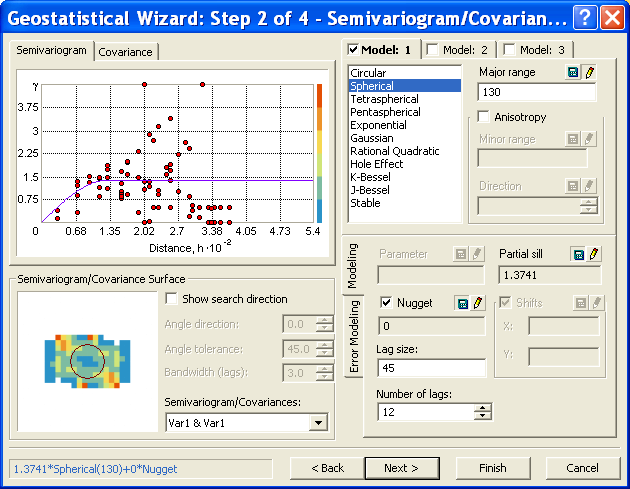 Geostatistical Wizard: Step 2 of 4 - Semivariogram/Covarian...
Semivariogram
Covariance
γ
3.75
3
2.25
1.5
0.75
0
0.68
1.35
2.02
2.7
3.38
4.05
4.73
5.4
Distance, h ·10⁻²
Semivariogram/Covariance Surface
Show search direction
Angle direction:
0.0
Angle tolerance:
45.0
Bandwidth (lags):
3.0
Semivariogram/Covariances:
Var1 & Var1
Model: 1
Model: 2
Model: 3
Circular
Spherical
Tetraspherical
Pentaspherical
Exponential
Gaussian
Rational Quadratic
Hole Effect
K-Bessel
J-Bessel
Stable
Major range
130
Anisotropy
Minor range
Direction
Modeling
Error Modeling
Parameter
Partial sill
1.3741
Nugget
0
Shifts
X:
Y:
Lag size:
45
Number of lags:
12
1.3741*Spherical(130)+0*Nugget
< Back
Next >
Finish
Cancel